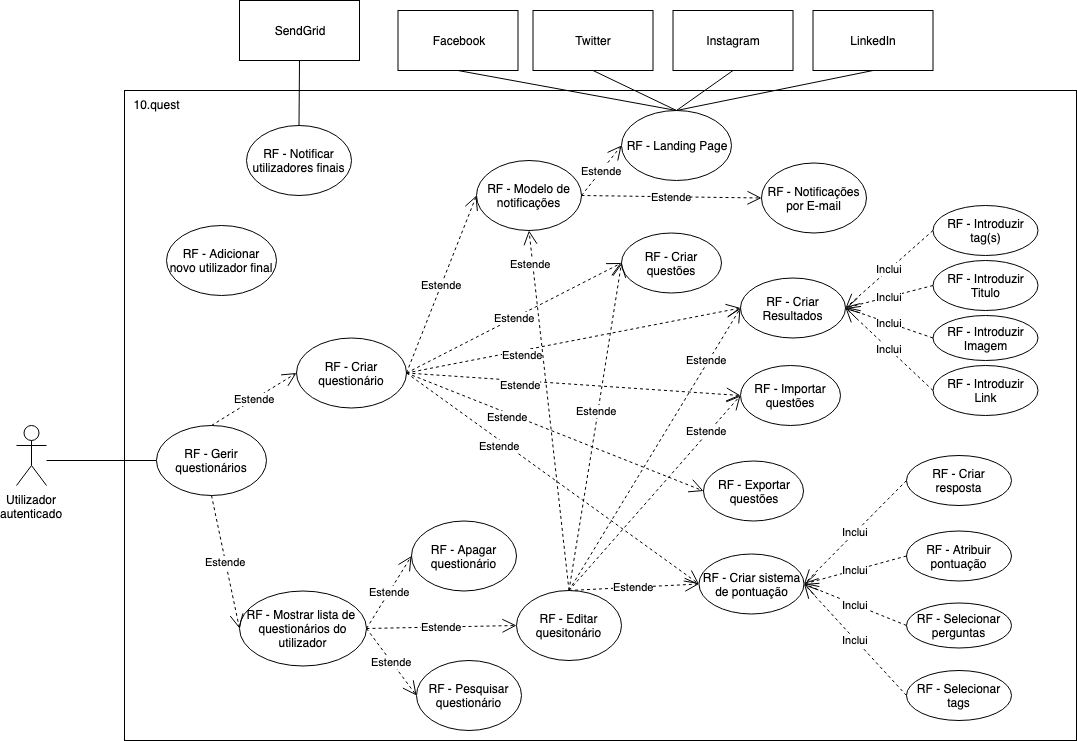 SendGrid
Facebook
Twitter
Instagram
LinkedIn
10.quest
RF - Notificar
utilizadores finais
RF - Landing Page
Estende
RF - Modelo de
notificações
Estende
RF - Notificações
por E-mail
RF - Adicionar
novo utilizador final
Estende
RF - Criar
questões
RF - Introduzir
tag(s)
Inclui
Estende
RF - Introduzir
Titulo
Inclui
RF - Criar
Resultados
Estende
Inclui
RF - Introduzir
Imagem
Inclui
Estende
Estende
RF - Criar
questionário
RF - Introduzir
Link
Estende
RF - Importar
questões
Estende
Estende
Estende
Estende
Estende
RF - Gerir
questionários
Utilizador
autenticado
RF - Exportar
questões
RF - Criar
resposta
Inclui
Estende
RF - Apagar
questionário
RF - Atribuir
pontuação
Inclui
RF - Criar sistema
de pontuação
Estende
Estende
Inclui
RF - Mostrar lista de
questionários do
utilizador
Estende
RF - Editar
quesitonário
RF - Selecionar
perguntas
Inclui
Estende
RF - Pesquisar
questionário
RF - Selecionar
tags